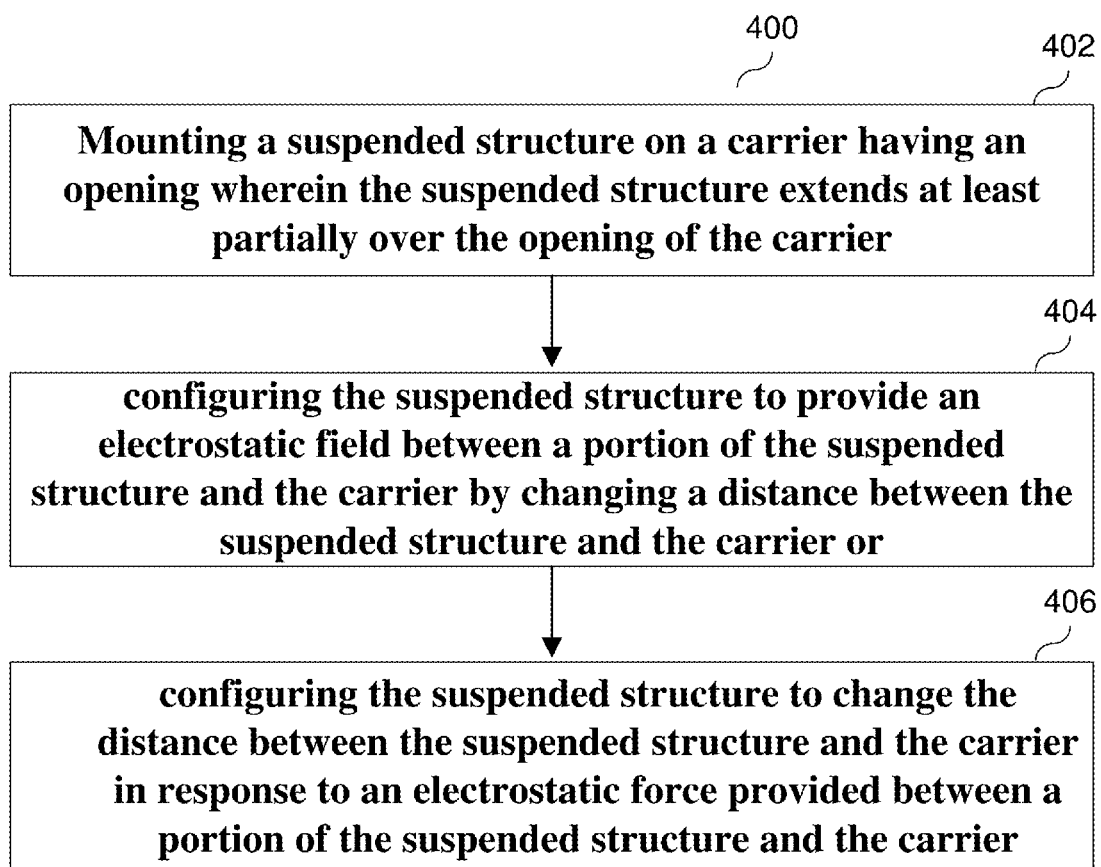 400
402
Mounting a suspended structure on a carrier having an
opening wherein the suspended structure extends at least
partially over the opening of the carrier
404
configuring the suspended structure to provide an
electrostatic field between a portion of the suspended
structure and the carrier by changing a distance between the
suspended structure and the carrier or
406
configuring the suspended structure to change the
distance between the suspended structure and the carrier
in response to an electrostatic force provided between a
portion of the suspended structure and the carrier